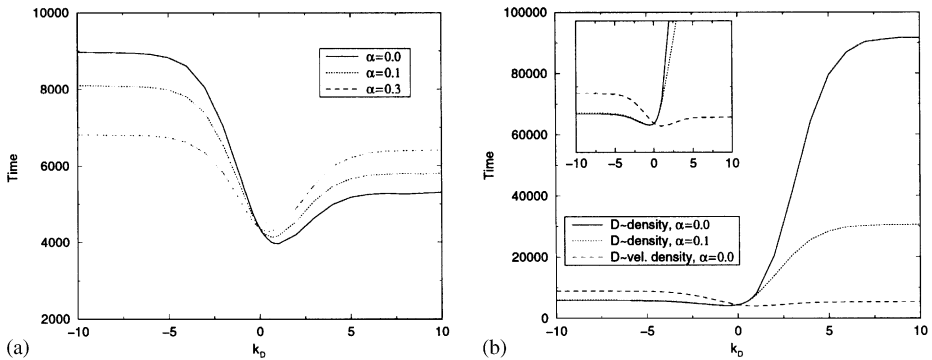 10000
8000
6000
4000
2000
Time
α=0.0
α=0.1
α=0.3
−10
−5
0
5
10
k_D
(a)
100000
80000
60000
40000
20000
0
Time
−10
−5
0
5
10
D~density, α=0.0
D~density, α=0.1
D~vel. density, α=0.0
−10
−5
0
5
10
k_D
(b)